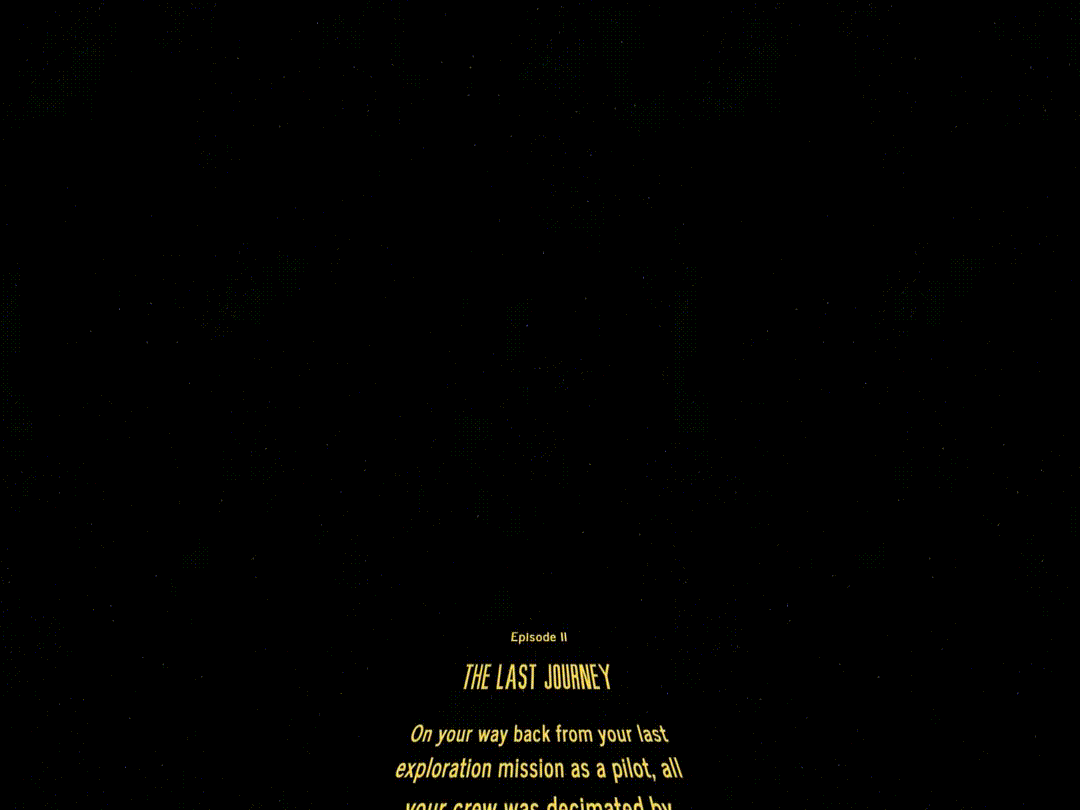 Episode II
THE LAST JOURNEY
On your way back from your last
exploration mission as a pilot, all
your crew was decimated by